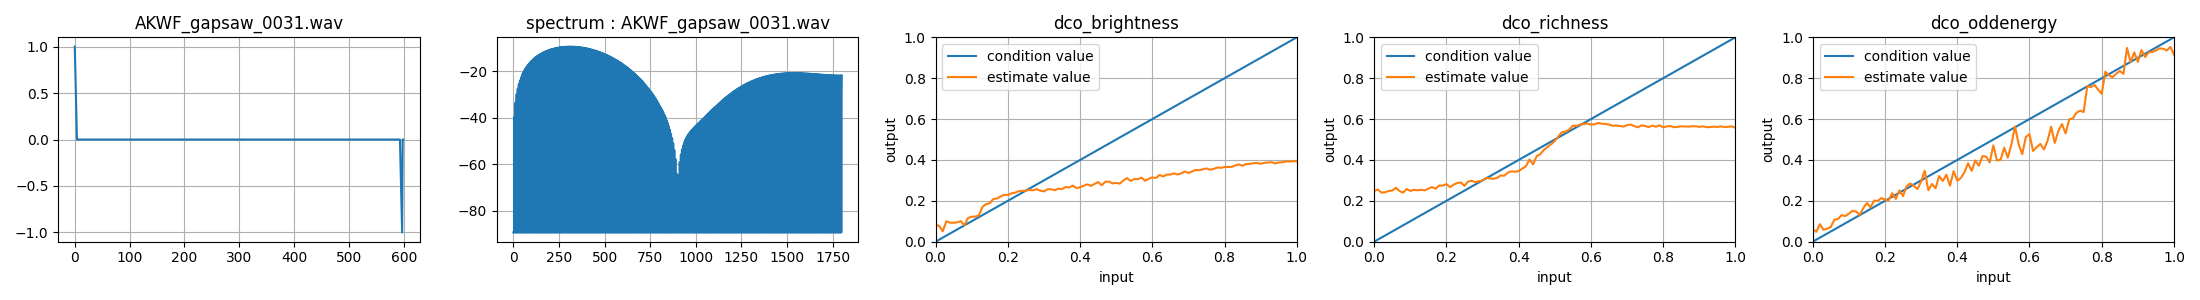 AKWF_gapsaw_0031.wav
1.0
0.5
0.0
−0.5
−1.0
0 100 200 300 400 500 600
spectrum : AKWF_gapsaw_0031.wav
−20
−40
−60
−80
0 250 500 750 1000 1250 1500 1750
dco_brightness
condition value
estimate value
output
1.0
0.8
0.6
0.4
0.2
0.0
0.0 0.2 0.4 0.6 0.8 1.0
input
dco_richness
condition value
estimate value
output
1.0
0.8
0.6
0.4
0.2
0.0
0.0 0.2 0.4 0.6 0.8 1.0
input
dco_oddenergy
condition value
estimate value
output
1.0
0.8
0.6
0.4
0.2
0.0
0.0 0.2 0.4 0.6 0.8 1.0
input